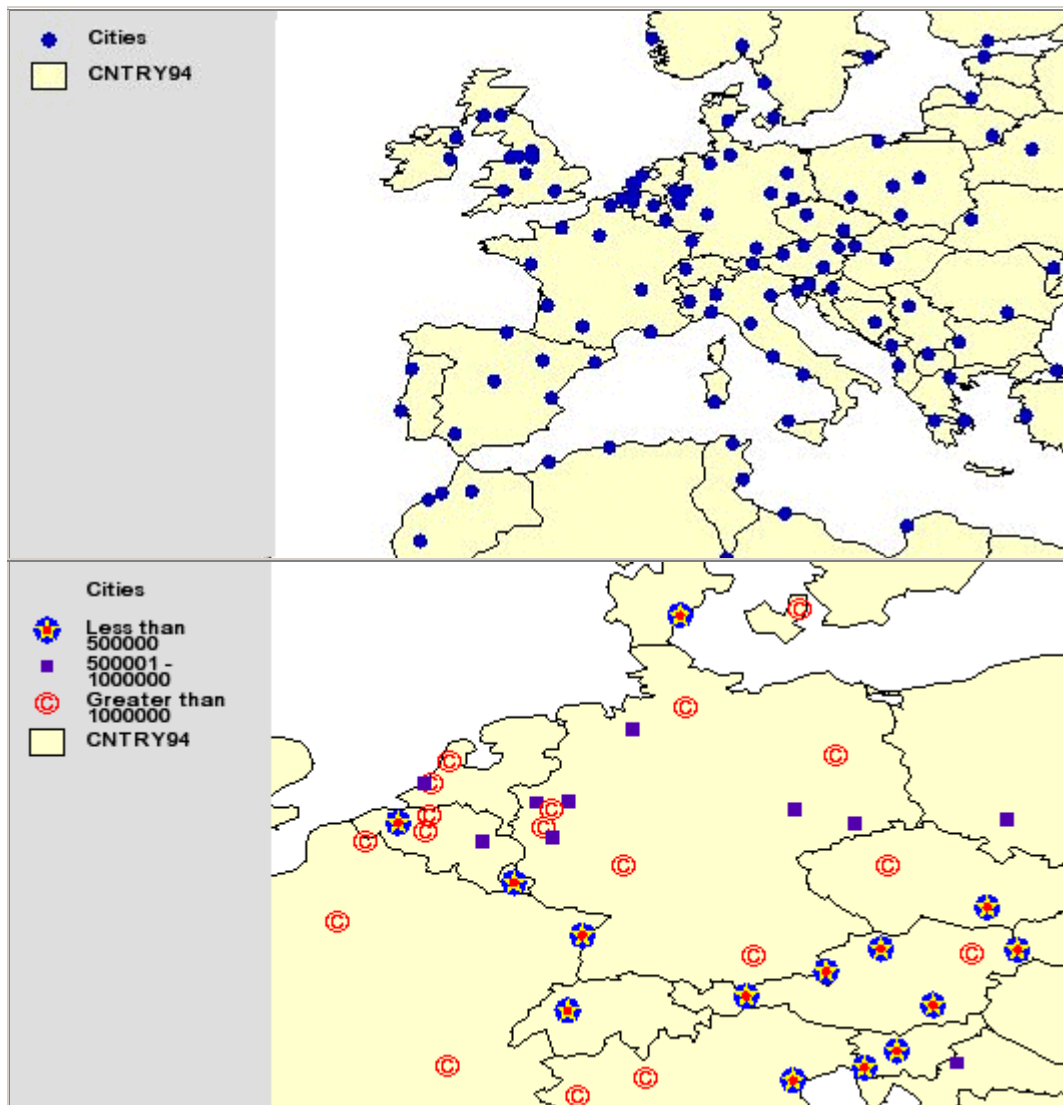 Cities
CNTRY94
Cities
Less than
500000
500001 -
1000000
Greater than
1000000
CNTRY94